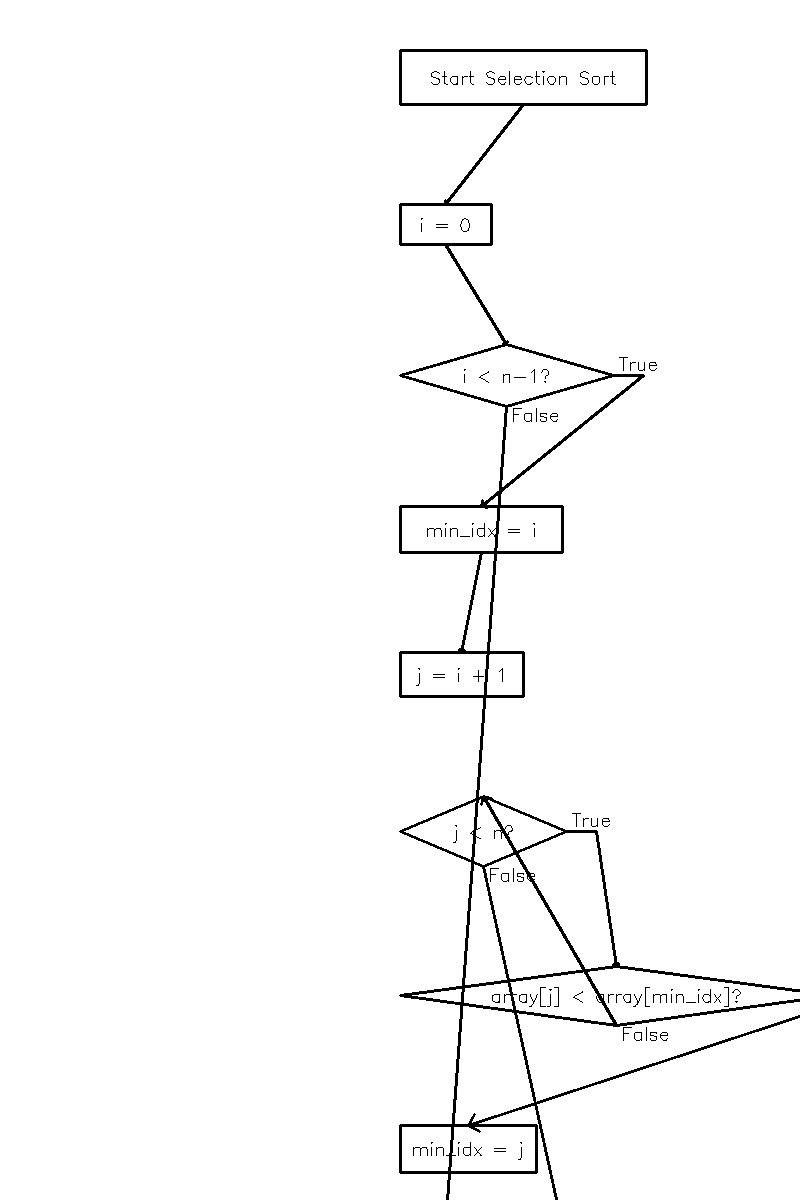 Start Selection Sort
i = 0
True
i < n-1?
False
min_idx = i
j = i + 1
True
j < n?
False
array[j] < array[min_idx]?
False
min_idx = j